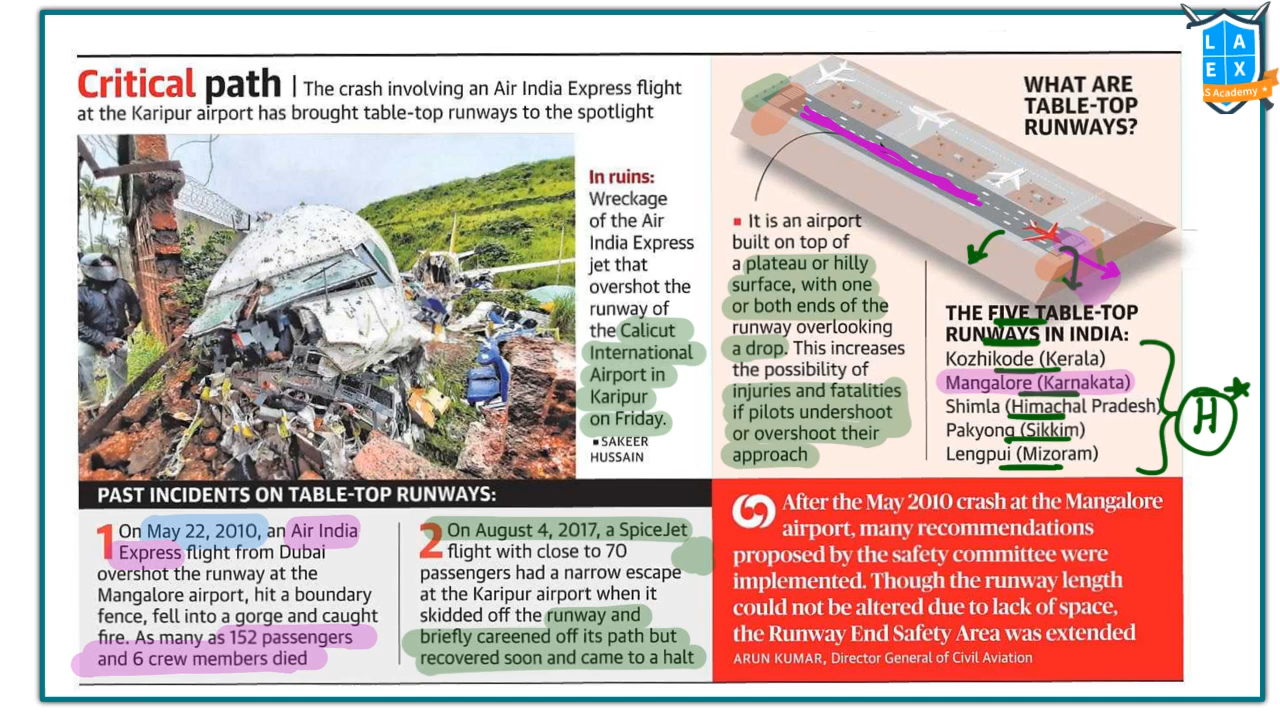 Critical path | The crash involving an Air India Express flight
at the Karipur airport has brought table-top runways to the spotlight
In ruins:
Wreckage
of the Air
India Express
jet that
overshot the
runway of
the Calicut
International
Airport in
Karipur
on Friday.
SAKEER
HUSSAIN
WHAT ARE
TABLE-TOP
RUNWAYS?
It is an airport
built on top of
a plateau or hilly
surface, with one
or both ends of the
runway overlooking
a drop. This increases
the possibility of
injuries and fatalities
if pilots undershoot
or overshoot their
approach
THE FIVE TABLE-TOP
RUNWAYS IN INDIA:
Kozhikode (Kerala)
Mangalore (Karnakata)
Shimla (Himachal Pradesh)
Pakyong (Sikkim)
Lengpui (Mizoram)
H*
PAST INCIDENTS ON TABLE-TOP RUNWAYS:
1 On May 22, 2010, an Air India
Express flight from Dubai
overshot the runway at the
Mangalore airport, hit a boundary
fence, fell into a gorge and caught
fire. As many as 152 passengers
and 6 crew members died
2 On August 4, 2017, a SpiceJet
flight with close to 70
passengers had a narrow escape
at the Karipur airport when it
skidded off the runway and
briefly careened off its path but
recovered soon and came to a halt
After the May 2010 crash at the Mangalore
airport, many recommendations
proposed by the safety committee were
implemented. Though the runway length
could not be altered due to lack of space,
the Runway End Safety Area was extended
ARUN KUMAR, Director General of Civil Aviation
L A
E X
S Academy